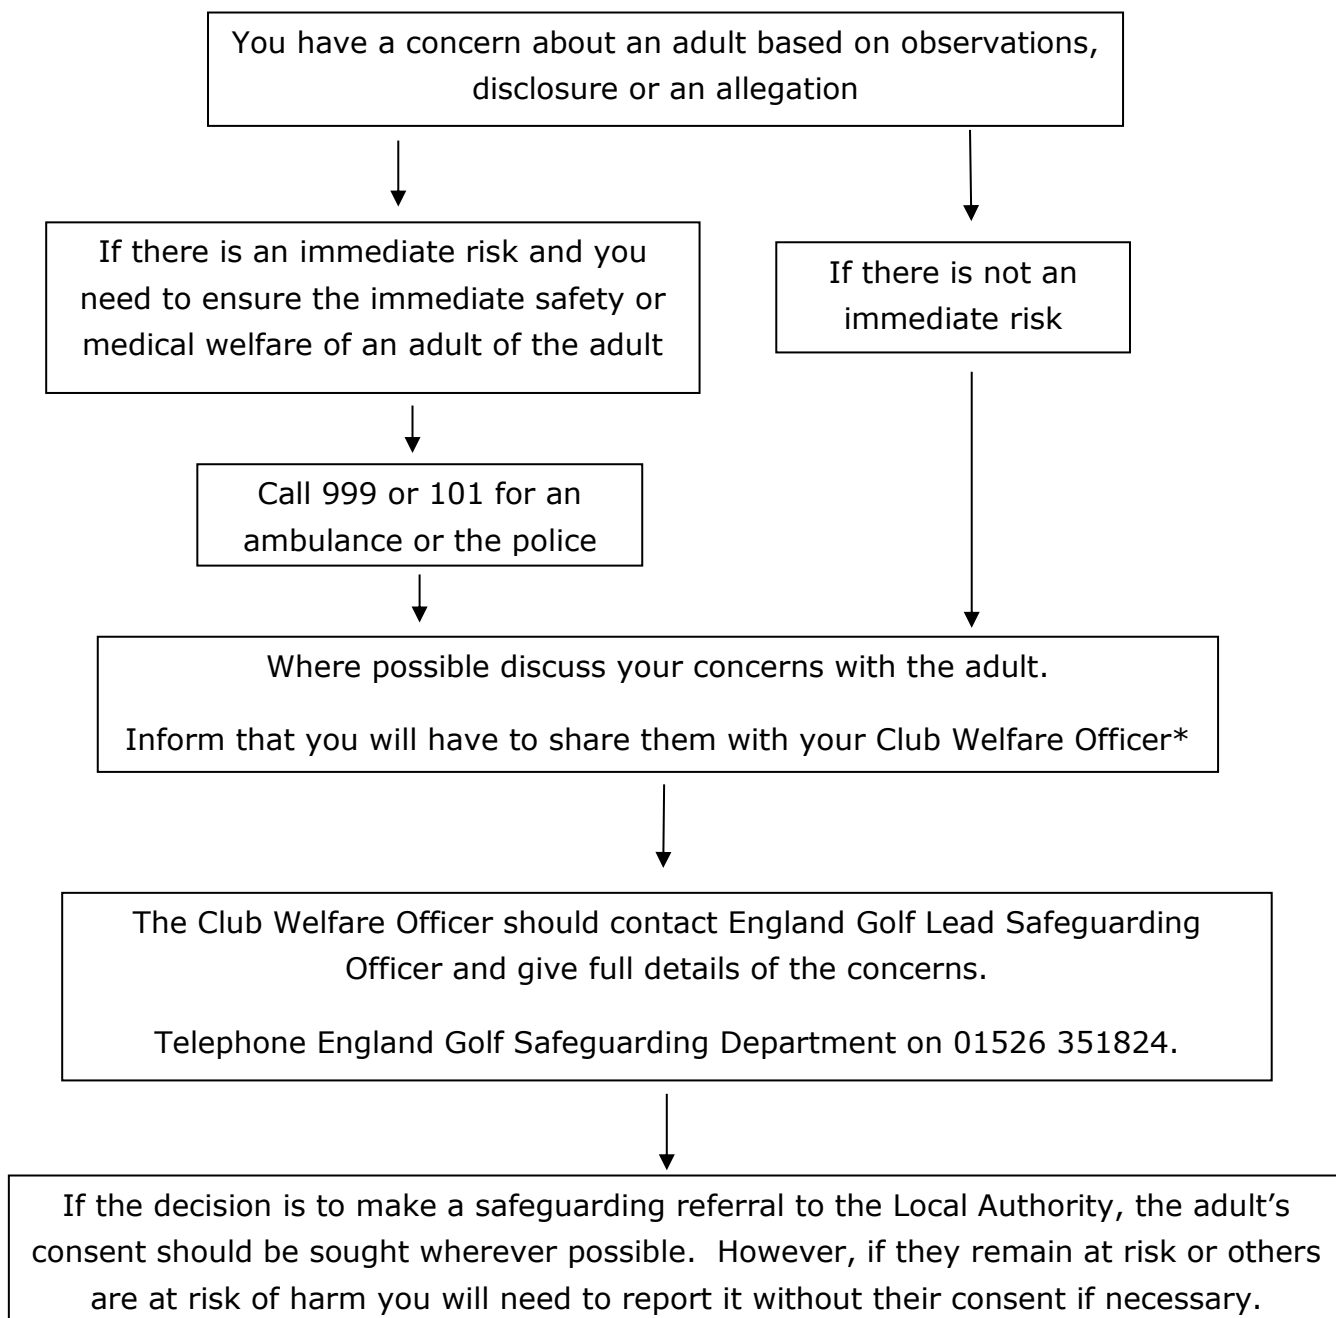 You have a concern about an adult based on observations,
disclosure or an allegation
If there is an immediate risk and you
need to ensure the immediate safety or
medical welfare of an adult of the adult
If there is not an
immediate risk
Call 999 or 101 for an
ambulance or the police
Where possible discuss your concerns with the adult.
Inform that you will have to share them with your Club Welfare Officer*
The Club Welfare Officer should contact England Golf Lead Safeguarding
Officer and give full details of the concerns.
Telephone England Golf Safeguarding Department on 01526 351824.
If the decision is to make a safeguarding referral to the Local Authority, the adult’s
consent should be sought wherever possible.  However, if they remain at risk or others
are at risk of harm you will need to report it without their consent if necessary.